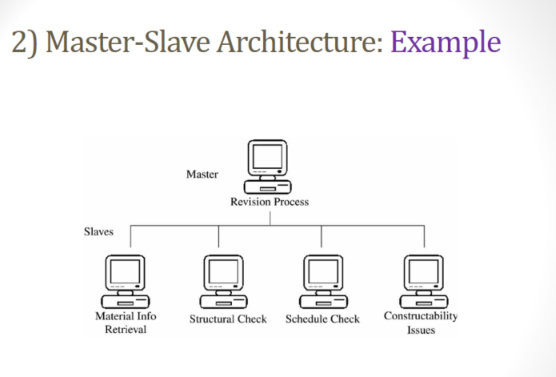 2) Master-Slave Architecture: Example
Master
Revision Process
Slaves
Material Info
Retrieval
Structural Check
Schedule Check
Constructability
Issues